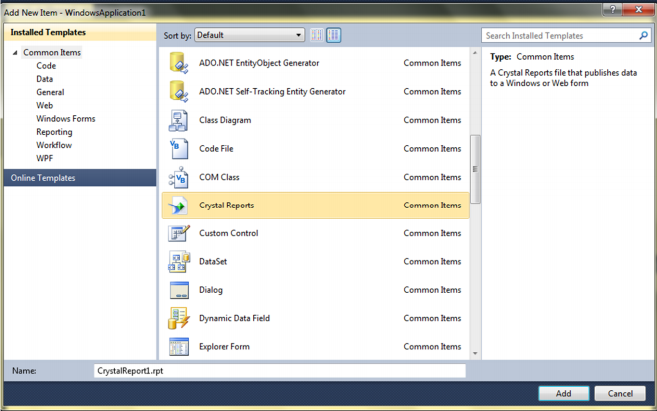 Add New Item - WindowsApplication1
Installed Templates
Common Items
Code
Data
General
Web
Windows Forms
Reporting
Workflow
WPF
Online Templates
Sort by: Default
ADO.NET EntityObject Generator Common Items
ADO.NET Self-Tracking Entity Generator Common Items
Class Diagram Common Items
Code File Common Items
COM Class Common Items
Crystal Reports Common Items
Custom Control Common Items
DataSet Common Items
Dialog Common Items
Dynamic Data Field Common Items
Explorer Form Common Items
Search Installed Templates
Type: Common Items
A Crystal Reports file that publishes data
to a Windows or Web form
Name: CrystalReport1.rpt
Add Cancel